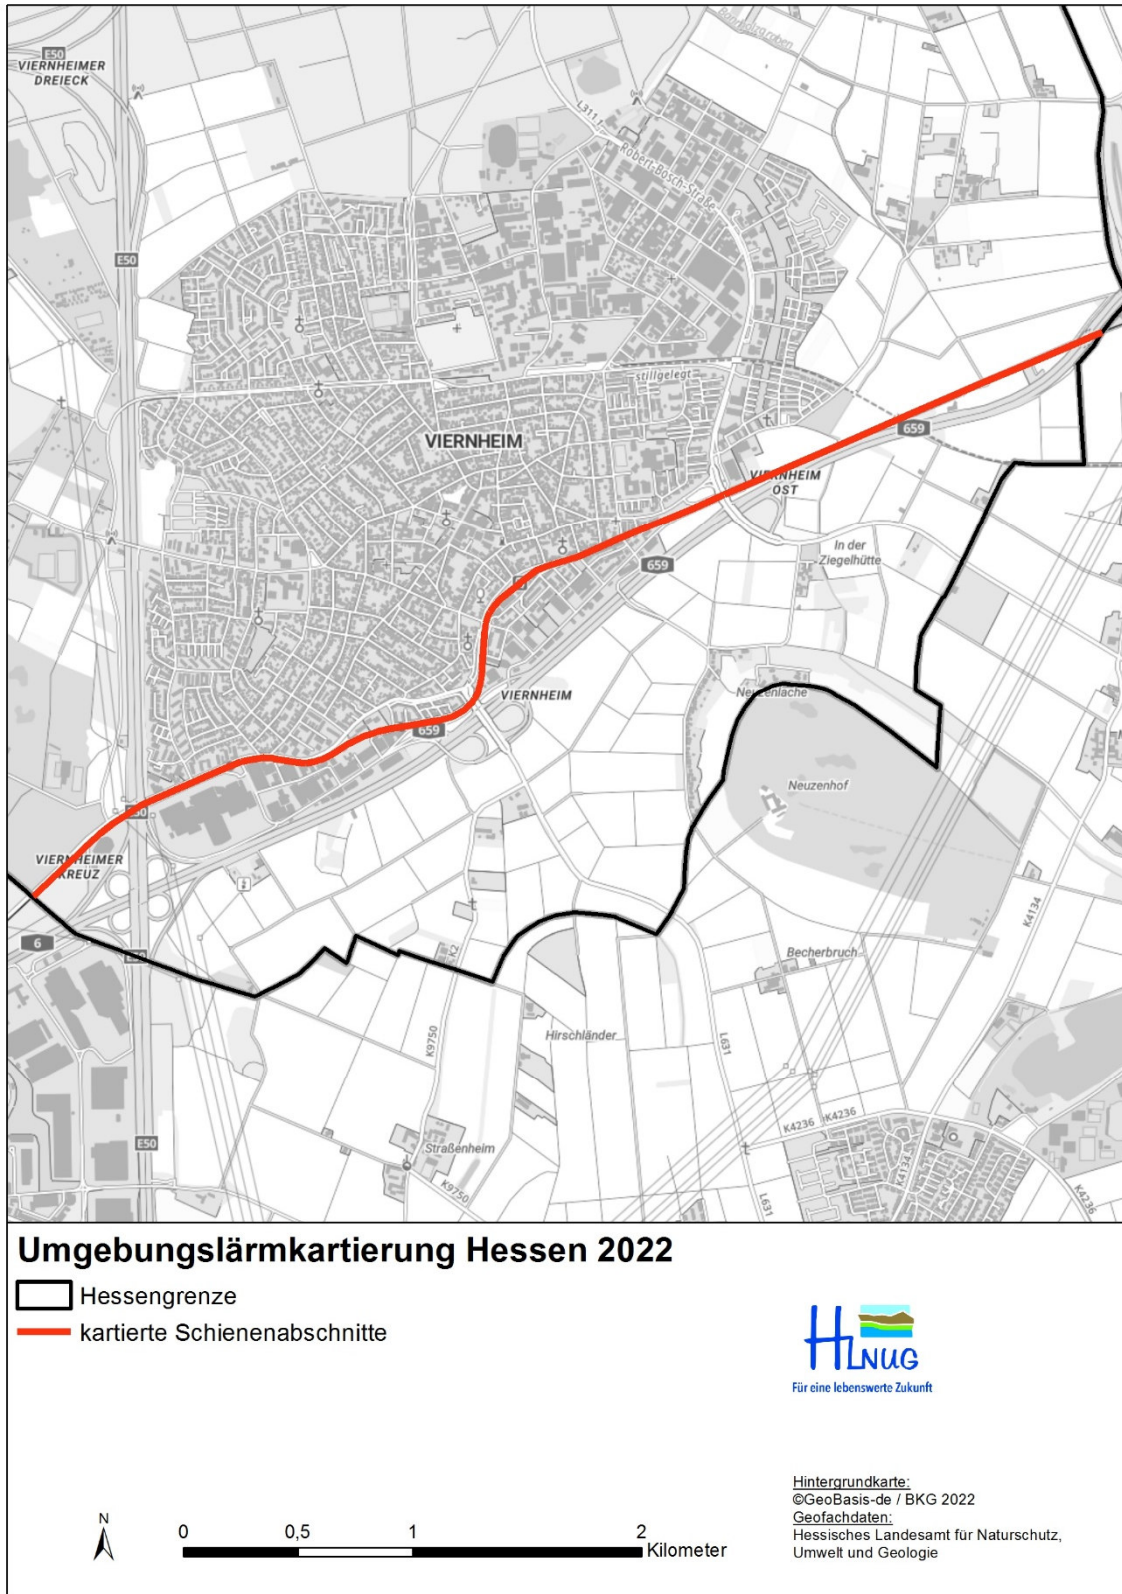 Bannholzgraben
E50
VIERNHEIMER
DREIECK
L3111
Robert-Bosch-Straße
E50
stillgelegt
VIERNHEIM
659
VIERNHEIM
OST
In der
Ziegelhütte
659
Neuzenlache
VIERNHEIM
659
Neuzenhof
E50
VIERNHEIMER
KREUZ
K4134
6
K2
Becherbruch
Hirschländer
K9750
L631
K4236
K4236
E50
Straßenheim
K4134
K9750
L631
K4236
Umgebungslärmkartierung Hessen 2022
Hessengrenze
kartierte Schienenabschnitte
HLNUG
Für eine lebenswerte Zukunft
Hintergrundkarte:
©GeoBasis-de / BKG 2022
Geofachdaten:
Hessisches Landesamt für Naturschutz,
Umwelt und Geologie
N
0 0,5 1 2
Kilometer